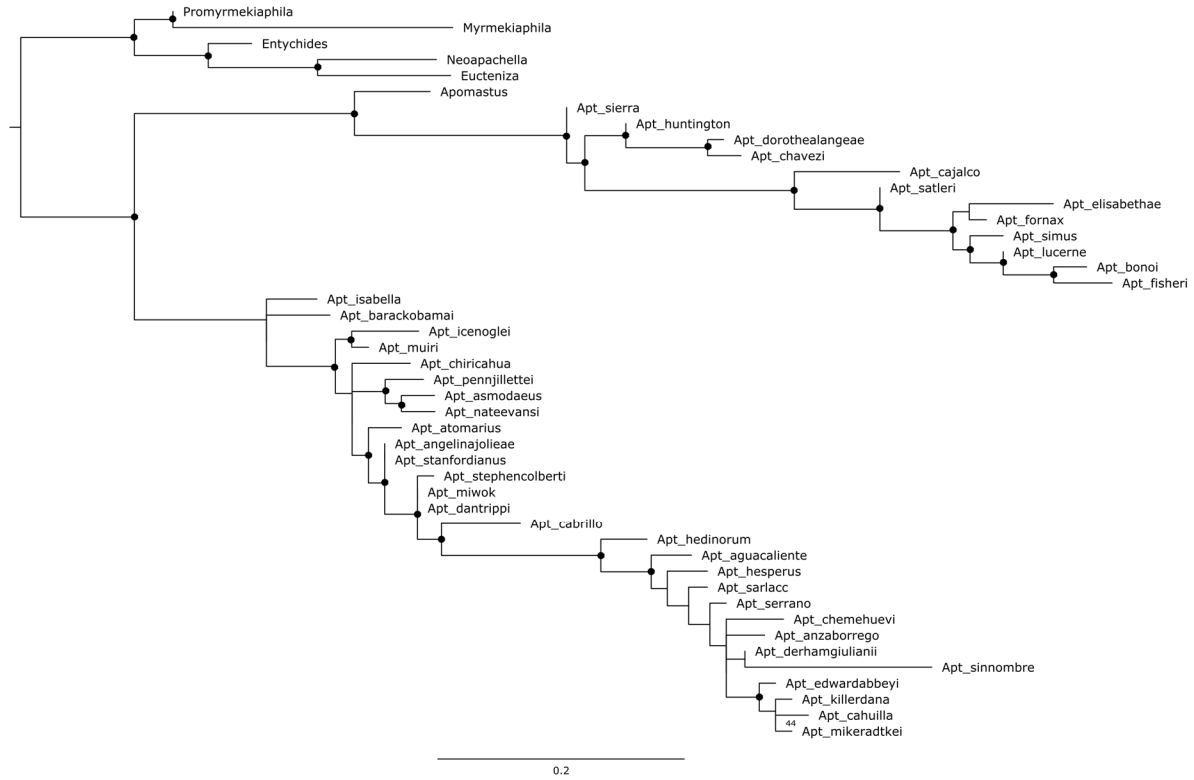 Promyrmekiaphila
Myrmekiaphila
Entychides
Neoapachella
Eucteniza
Apomastus
Apt_sierra
Apt_huntington
Apt_dorothealangeae
Apt_chavezi
Apt_cajalco
Apt_satleri
Apt_elisabethae
Apt_fornax
Apt_simus
Apt_lucerne
Apt_bonoi
Apt_fisheri
Apt_isabella
Apt_barackobamai
Apt_icenoglei
Apt_muiri
Apt_chiricahua
Apt_pennjillettei
Apt_asmodaeus
Apt_nateevansi
Apt_atomarius
Apt_angelinajolieae
Apt_stanfordianus
Apt_stephencolberti
Apt_miwok
Apt_dantrippi
Apt_cabrillo
Apt_hedinorum
Apt_aguacaliente
Apt_hesperus
Apt_sarlacc
Apt_serrano
Apt_chemehuevi
Apt_anzaborrego
Apt_derhamgiulianii
Apt_sinnombre
Apt_edwardabbeyi
Apt_killerdana
Apt_cahuilla
44
Apt_mikeradtkei
0.2